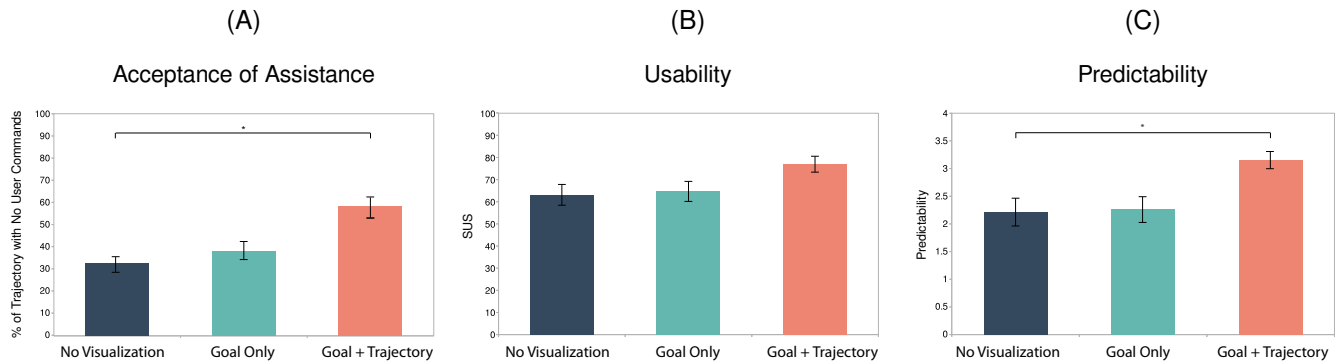 (A)
Acceptance of Assistance
% of Trajectory with No User Commands
100
90
80
70
60
50
40
30
20
10
0
*
No Visualization
Goal Only
Goal + Trajectory
(B)
Usability
SUS
100
90
80
70
60
50
40
30
20
10
0
No Visualization
Goal Only
Goal + Trajectory
(C)
Predictability
Predictability
4
3.5
3
2.5
2
1.5
1
0.5
0
*
No Visualization
Goal Only
Goal + Trajectory